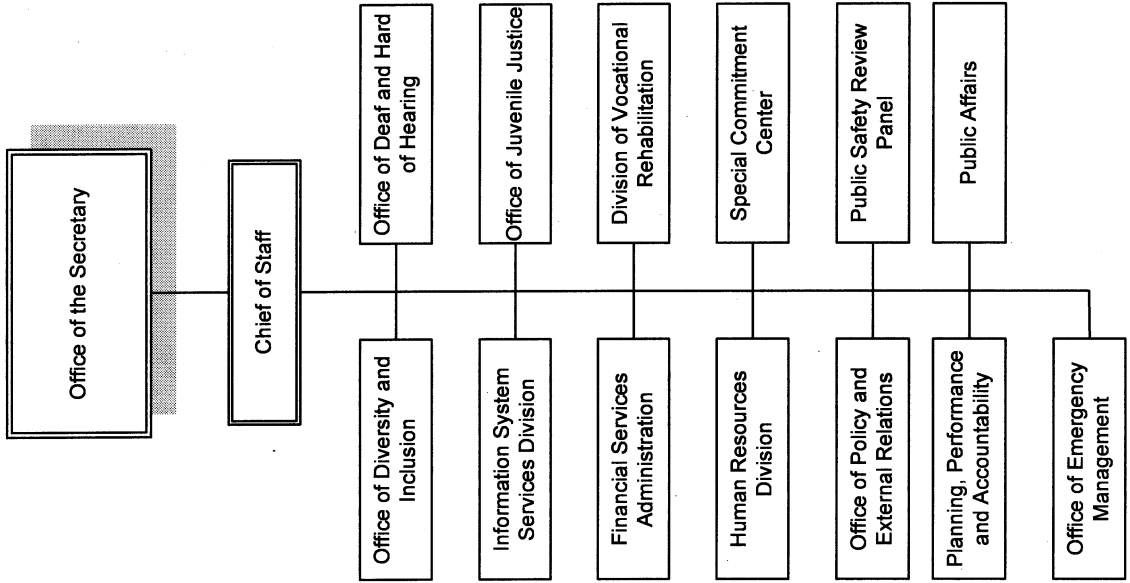 Office of the Secretary
Chief of Staff
Office of Diversity and
Inclusion
Office of Deaf and Hard
of Hearing
Information System
Services Division
Office of Juvenile Justice
Financial Services
Administration
Division of Vocational
Rehabilitation
Human Resources
Division
Special Commitment
Center
Office of Policy and
External Relations
Public Safety Review
Panel
Planning, Performance
and Accountability
Public Affairs
Office of Emergency
Management